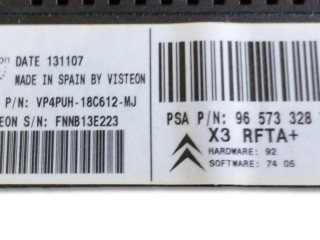 on DATE 131107
MADE IN SPAIN BY VISTEON
P/N: VP4PUH-18C612-MJ
EON S/N: FNNB13E223
PSA P/N: 96 573 328
X3 RFTA+
HARDWARE: 92
SOFTWARE: 74 05